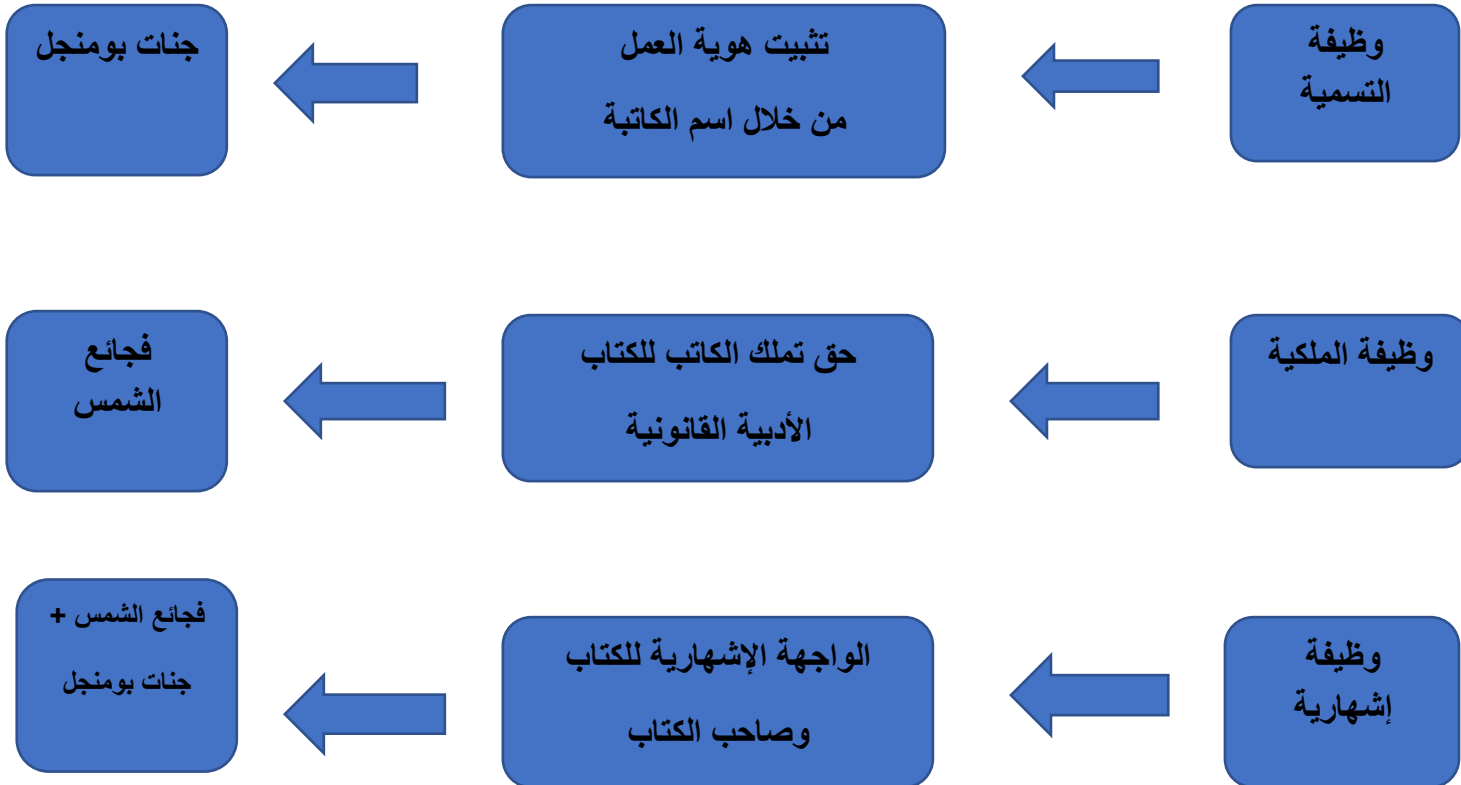 وظيفة
التسمية
تثبيت هوية العمل
من خلال اسم الكاتبة
جنات بومنجل
وظيفة الملكية
حق تملك الكاتب للكتاب
الأدبية القانونية
فجائع
الشمس
وظيفة
إشهارية
الواجهة الإشهارية للكتاب
وصاحب الكتاب
فجائع الشمس +
جنات بومنجل